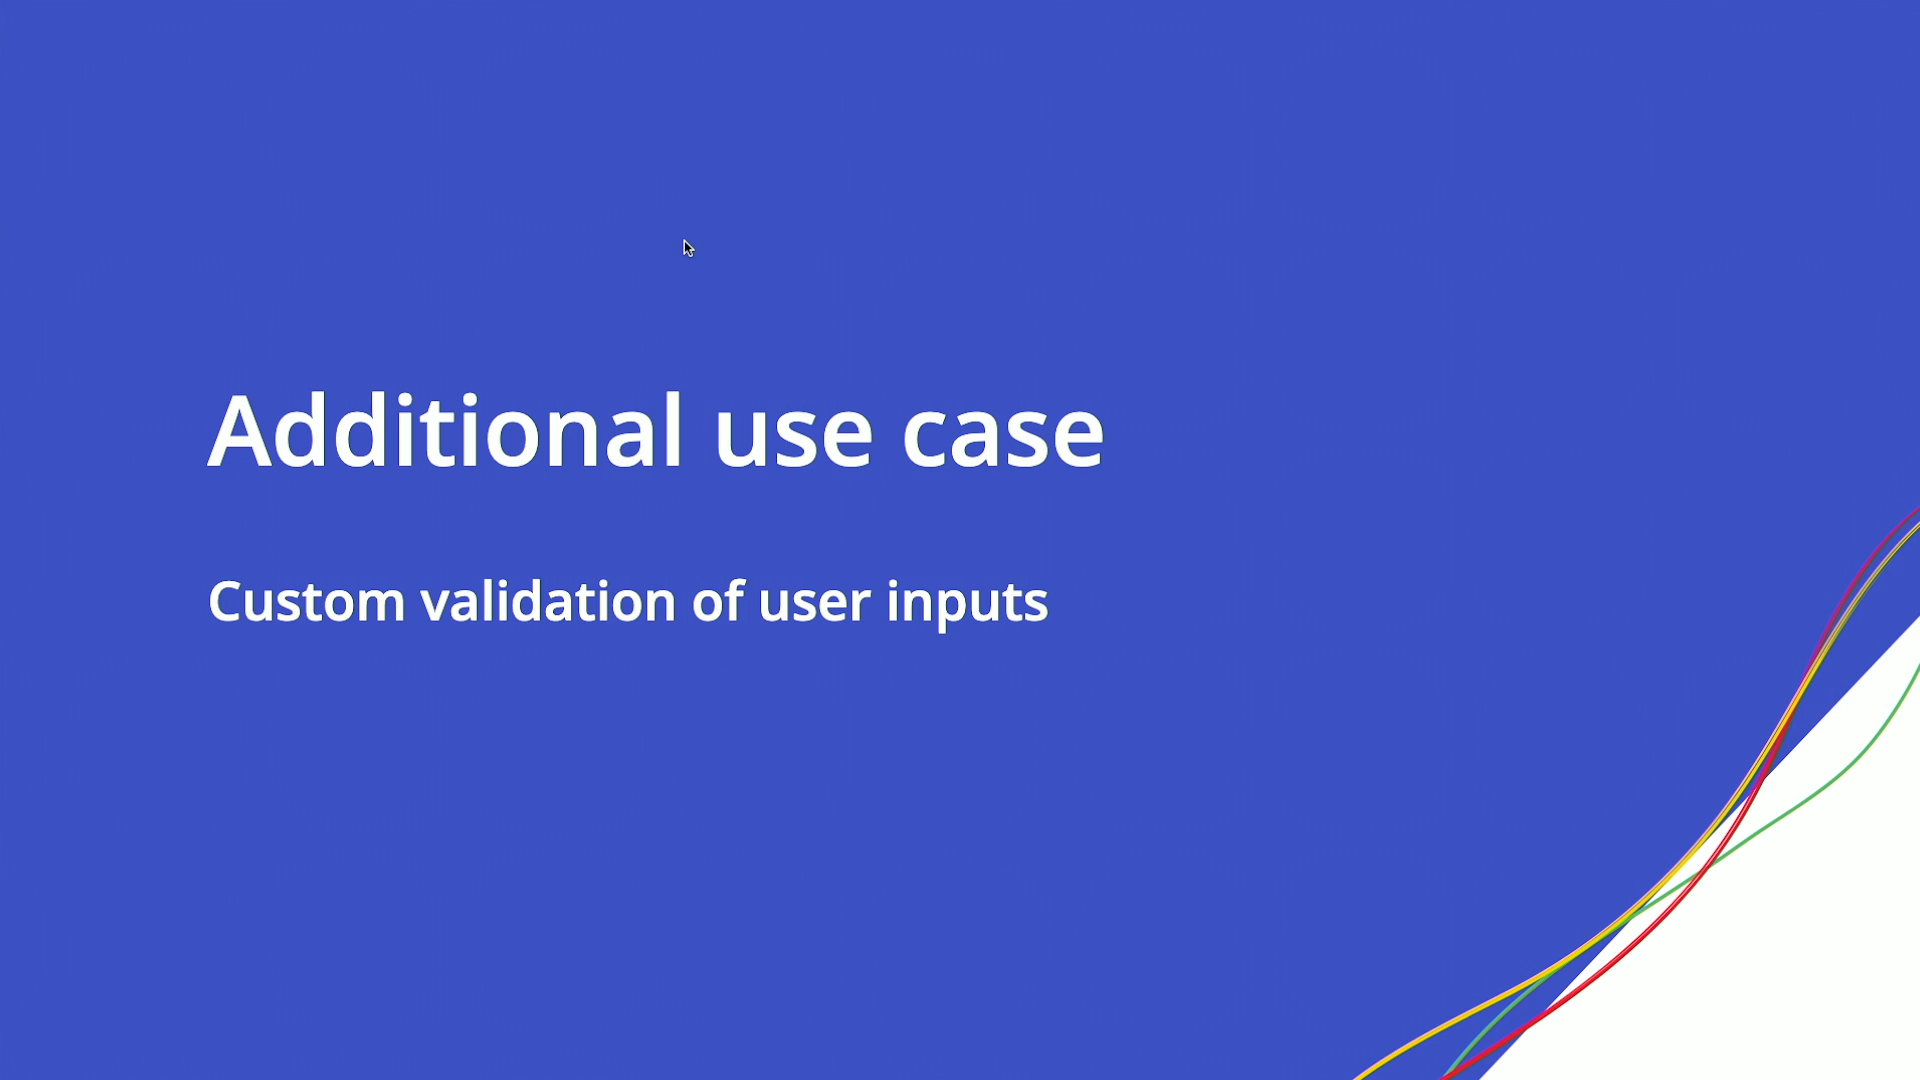 Additional use case
Custom validation of user inputs